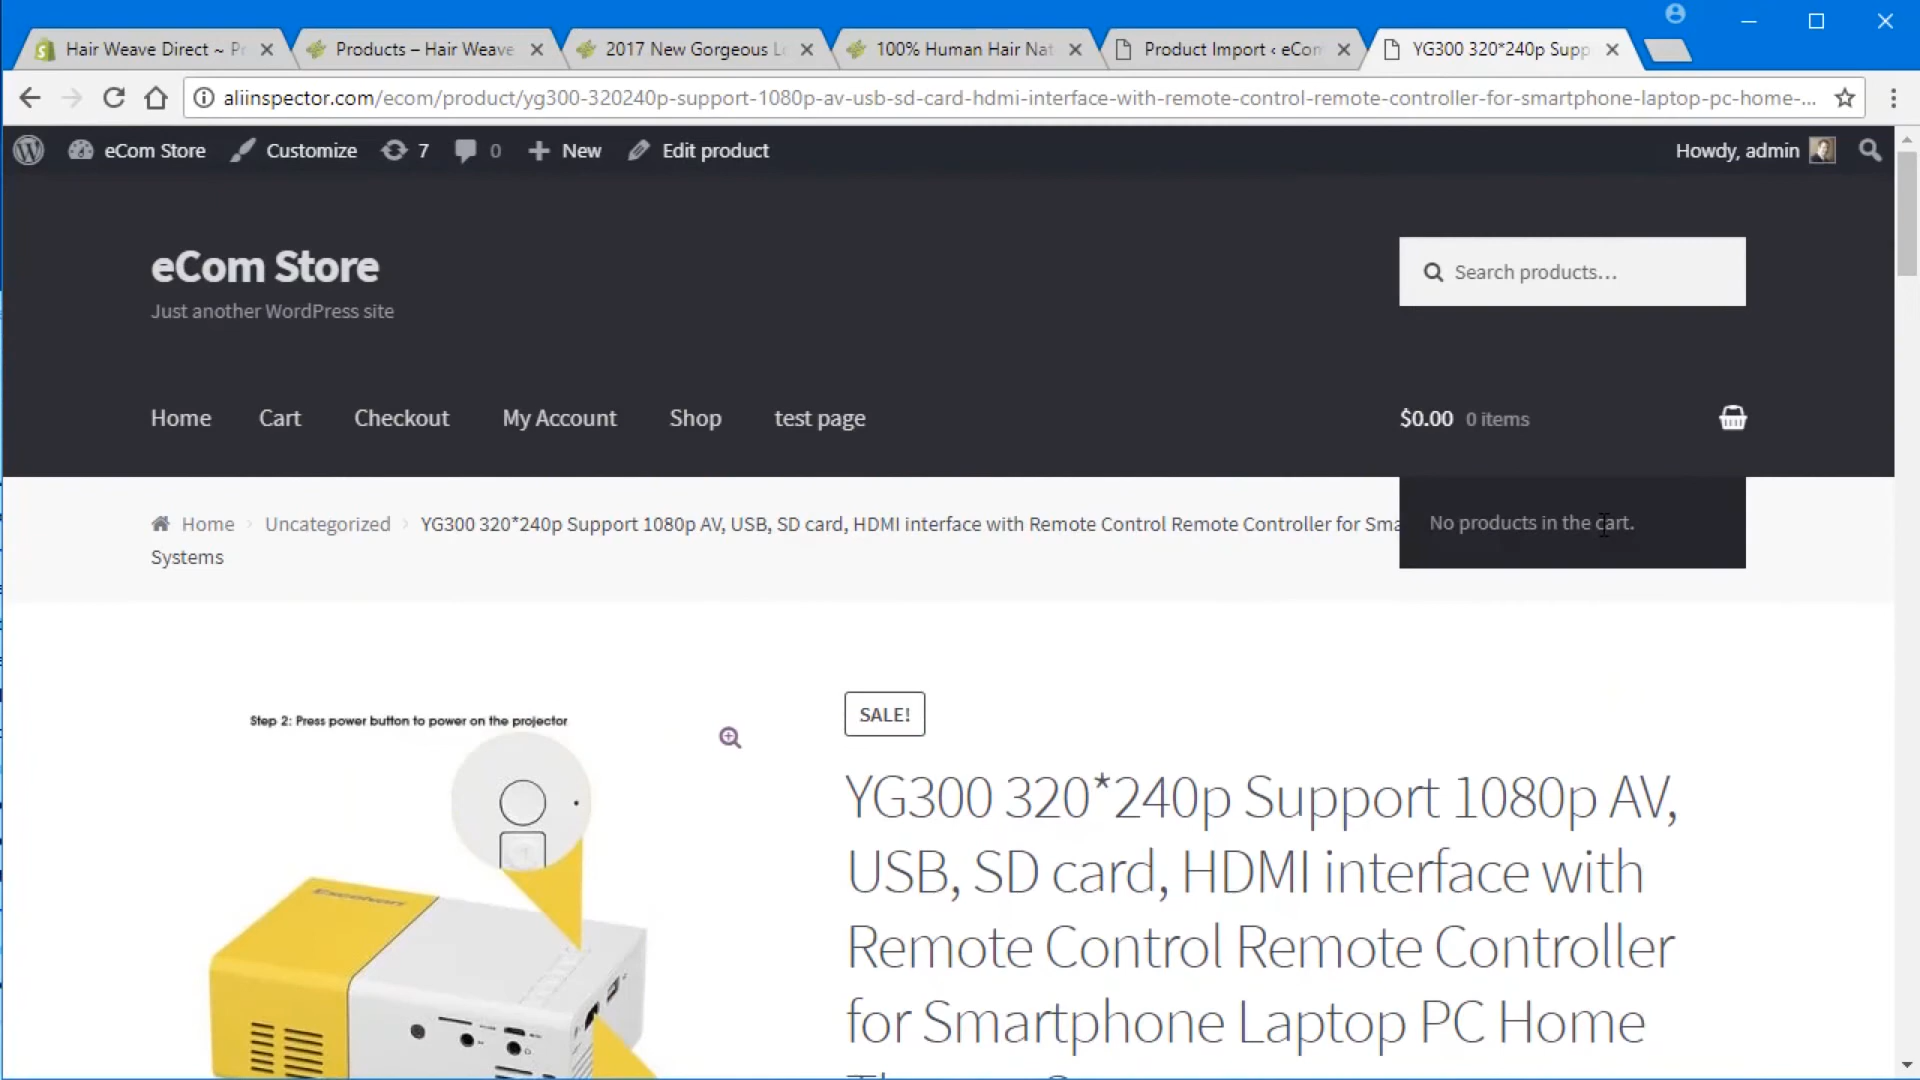 Hair Weave Direct ~ Pr
Products – Hair Weave
2017 New Gorgeous L
100% Human Hair Nat
Product Import ‹ eCom
YG300 320*240p Supp
aliinspector.com/ecom/product/yg300-320240p-support-1080p-av-usb-sd-card-hdmi-interface-with-remote-control-remote-controller-for-smartphone-laptop-pc-home-...
eCom Store
Customize
7
0
New
Edit product
Howdy, admin
eCom Store
Just another WordPress site
Search products…
Home
Cart
Checkout
My Account
Shop
test page
$0.00 0 items
No products in the cart.
Home
Uncategorized
YG300 320*240p Support 1080p AV, USB, SD card, HDMI interface with Remote Control Remote Controller for Sma
Systems
Step 2: Press power button to power on the projector
SALE!
YG300 320*240p Support 1080p AV,
USB, SD card, HDMI interface with
Remote Control Remote Controller
for Smartphone Laptop PC Home